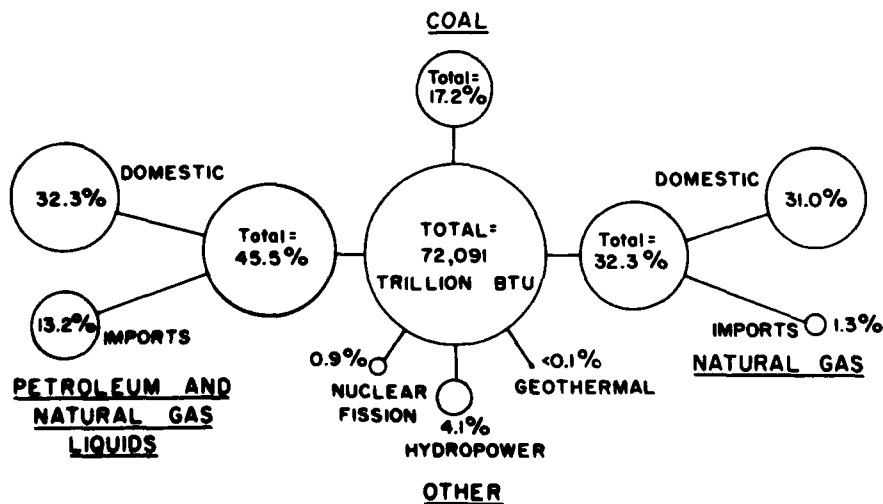 COAL
Total=
17.2%
DOMESTIC
32.3%
Total=
45.5%
13.2%
IMPORTS
PETROLEUM AND
NATURAL GAS
LIQUIDS
TOTAL=
72,091
TRILLION BTU
DOMESTIC
31.0%
Total=
32.3%
IMPORTS
1.3%
NATURAL GAS
0.9%
NUCLEAR
FISSION
4.1%
HYDROPOWER
<0.1%
GEOTHERMAL
OTHER